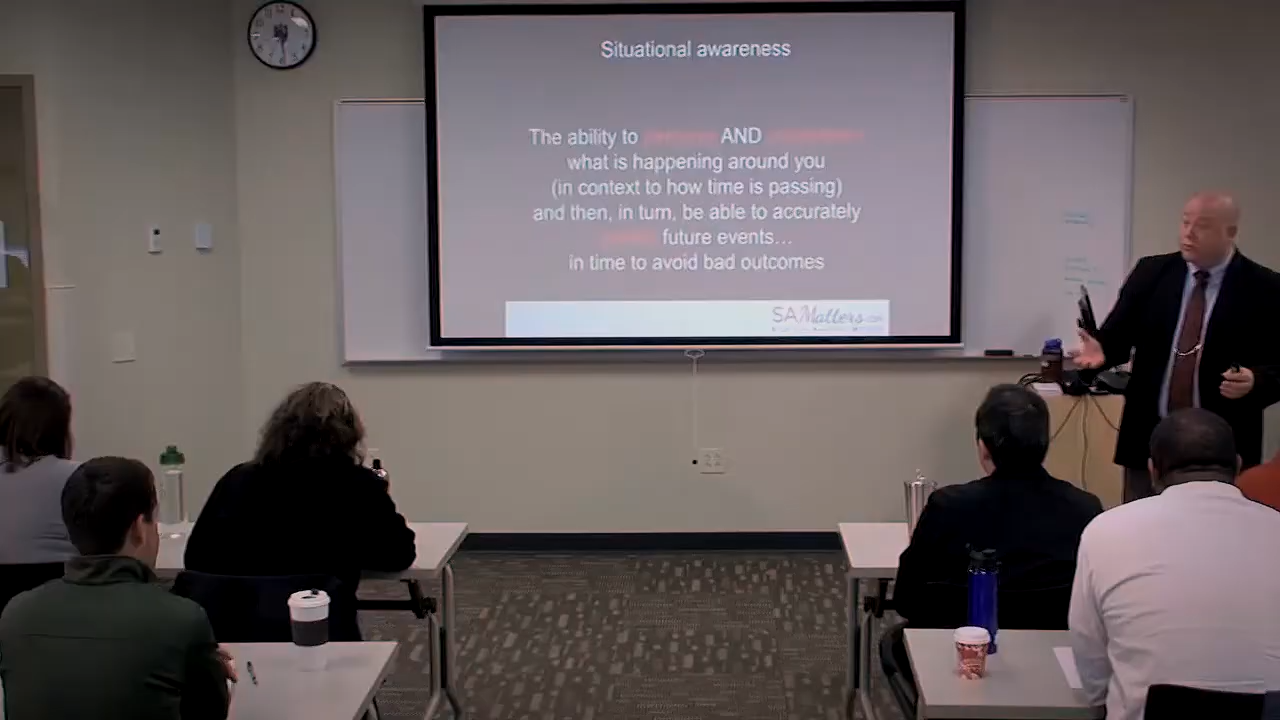 Situational awareness
The ability to AND
what is happening around you
(in context to how time is passing)
and then, in turn, be able to accurately
future events...
in time to avoid bad outcomes
SAMatters.com